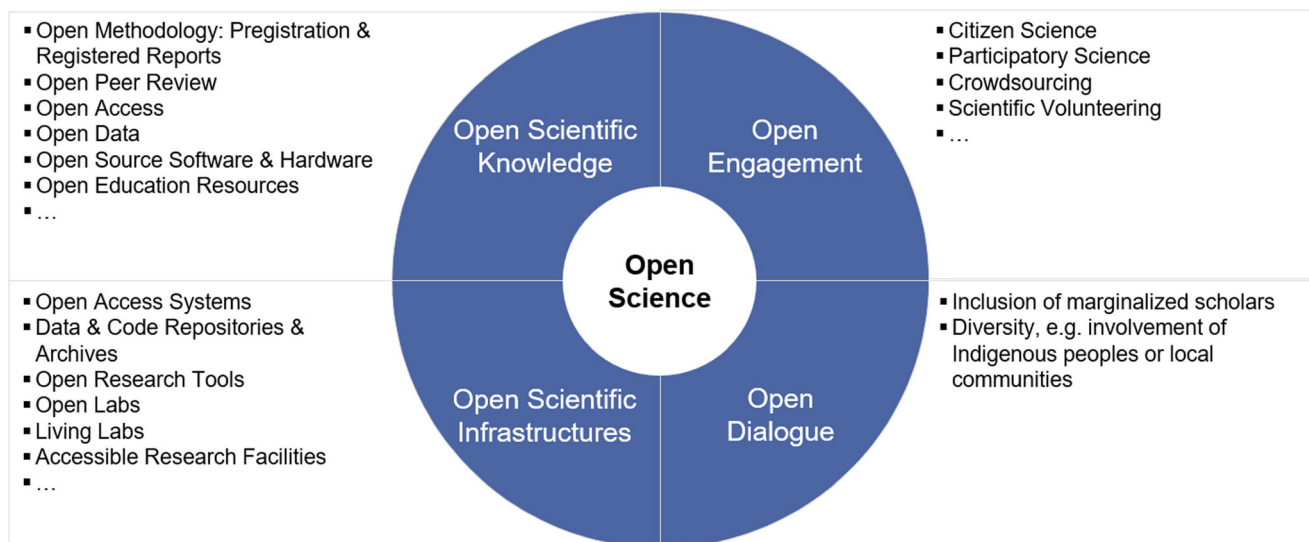 ▪ Open Methodology: Pregistration &
Registered Reports
▪ Open Peer Review
▪ Open Access
▪ Open Data
▪ Open Source Software & Hardware
▪ Open Education Resources
▪ …
Open Scientific
Knowledge
Open
Engagement
▪ Citizen Science
▪ Participatory Science
▪ Crowdsourcing
▪ Scientific Volunteering
▪ …
Open
Science
▪ Open Access Systems
▪ Data & Code Repositories &
Archives
▪ Open Research Tools
▪ Open Labs
▪ Living Labs
▪ Accessible Research Facilities
▪ …
Open Scientific
Infrastructures
Open
Dialogue
▪ Inclusion of marginalized scholars
▪ Diversity, e.g. involvement of
Indigenous peoples or local
communities